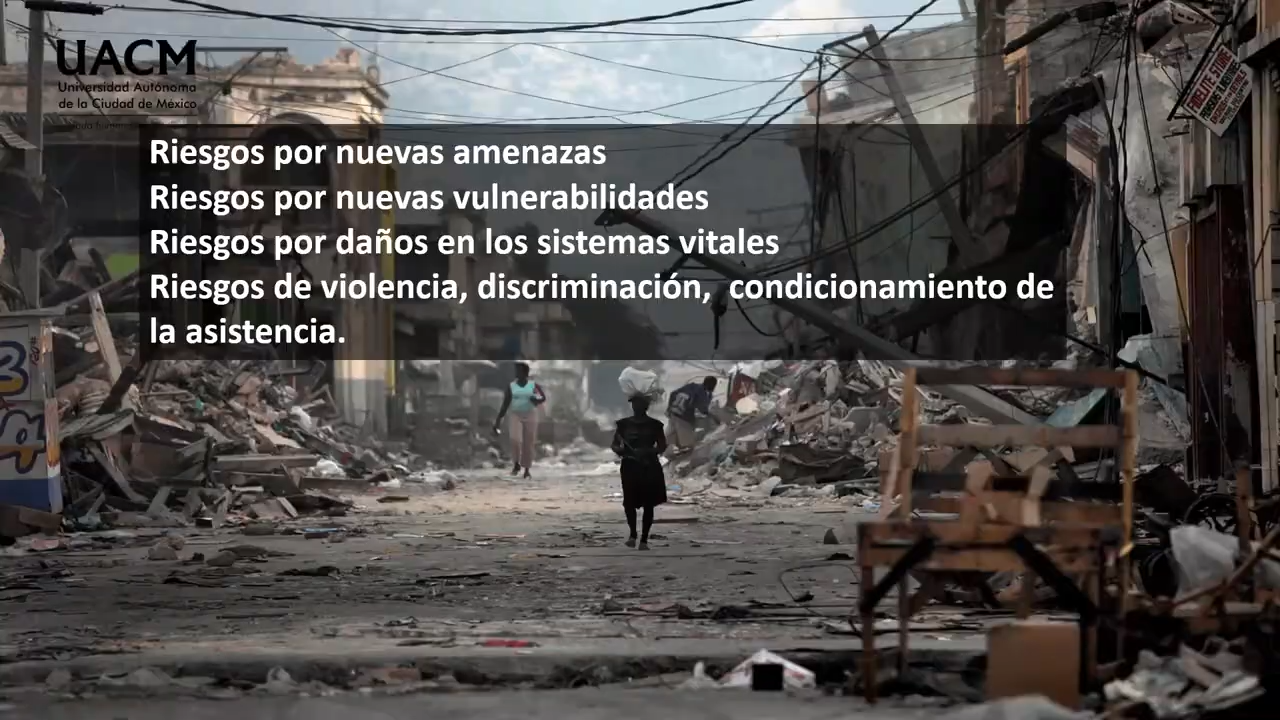 UACM
Universidad Autónoma
de la Ciudad de México
Riesgos por nuevas amenazas
Riesgos por nuevas vulnerabilidades
Riesgos por daños en los sistemas vitales
Riesgos de violencia, discriminación, condicionamiento de
la asistencia.